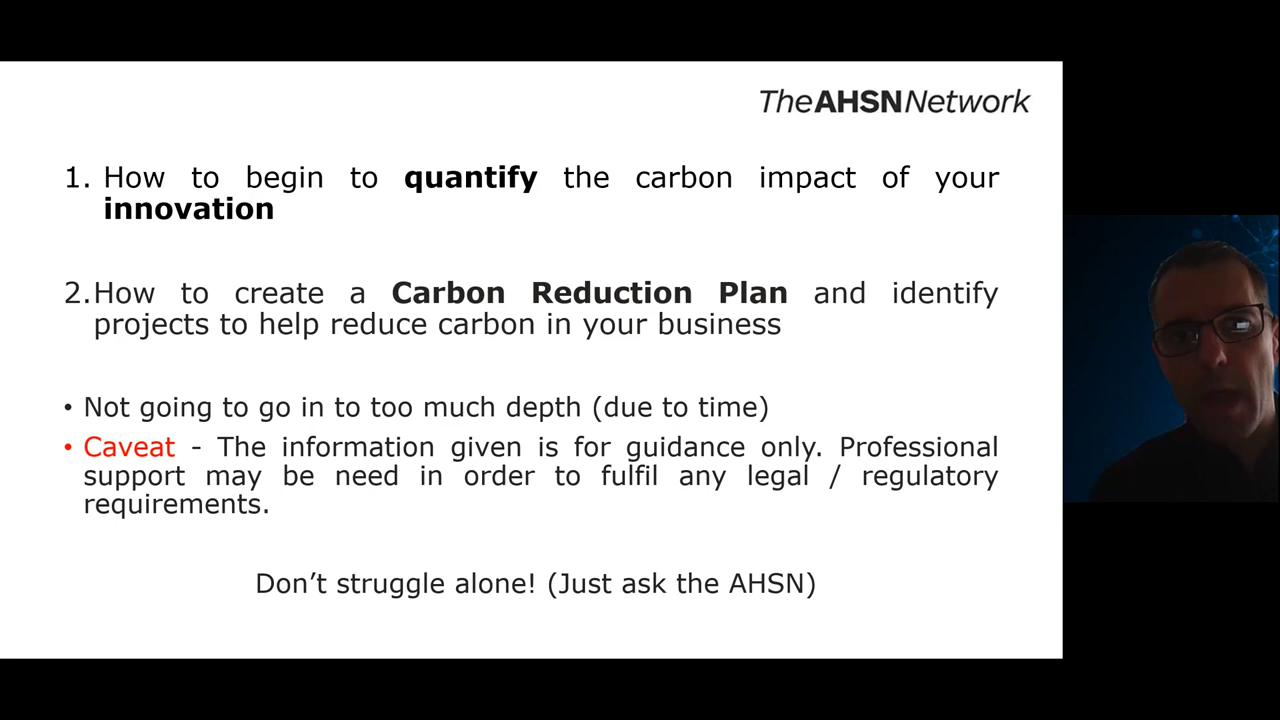 TheAHSNNetwork
1. How to begin to quantify the carbon impact of your
innovation
2.How to create a Carbon Reduction Plan and identify
projects to help reduce carbon in your business
• Not going to go in to too much depth (due to time)
• Caveat - The information given is for guidance only. Professional
support may be need in order to fulfil any legal / regulatory
requirements.
Don’t struggle alone! (Just ask the AHSN)